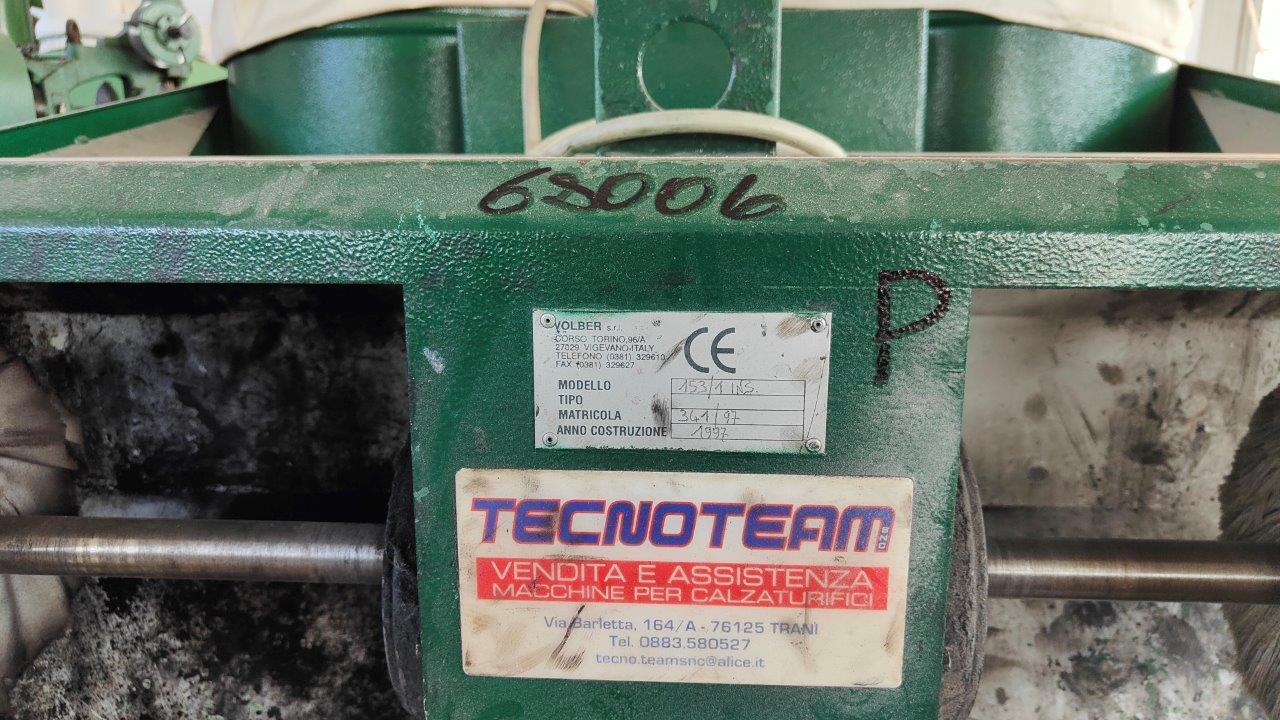 68006
P
VOLBER s.r.l.
CORSO TORINO,96/A
27029 VIGEVANO-ITALY
TELEFONO (0381) 329610
FAX (0381) 329627
CE
MODELLO 153/1 INS.
TIPO
MATRICOLA 341/97
ANNO COSTRUZIONE 1997
TECNOTEAM SNC
VENDITA E ASSISTENZA
MACCHINE PER CALZATURIFICI
Via Barletta, 164/A - 76125 TRANI
Tel. 0883.580527
tecno.teamsnc@alice.it